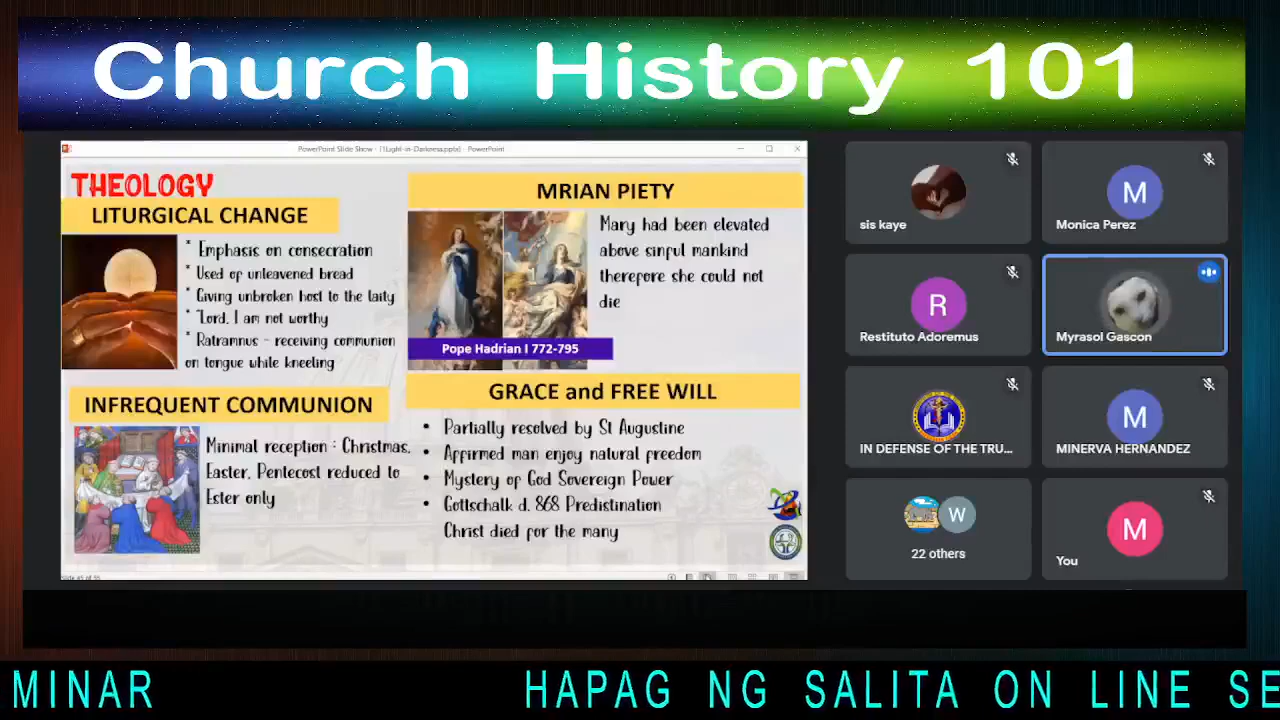 Church History 101
PowerPoint Slide Show - [1Light-in-Darkness.pptx] - PowerPoint
THEOLOGY
LITURGICAL CHANGE
* Emphasis on consecration
* Used of unleavened bread
* Giving unbroken host to the laity
* "Lord, I am not worthy
* Ratramnus - receiving communion
on tongue while kneeling
INFREQUENT COMMUNION
Minimal reception : Christmas,
Easter, Pentecost reduced to
Ester only
MRIAN PIETY
Mary had been elevated
above sinful mankind
therefore she could not
die
Pope Hadrian I 772-795
GRACE and FREE WILL
• Partially resolved by St Augustine
• Affirmed man enjoy natural freedom
• Mystery of God Sovereign Power
• Gottschalk d. 868 Predistination
Christ died for the many
sis kaye
M
Monica Perez
R
Restituto Adoremus
Myrasol Gascon
IN DEFENSE OF THE TRU...
M
MINERVA HERNANDEZ
W
22 others
M
You
MINAR HAPAG NG SALITA ON LINE SE